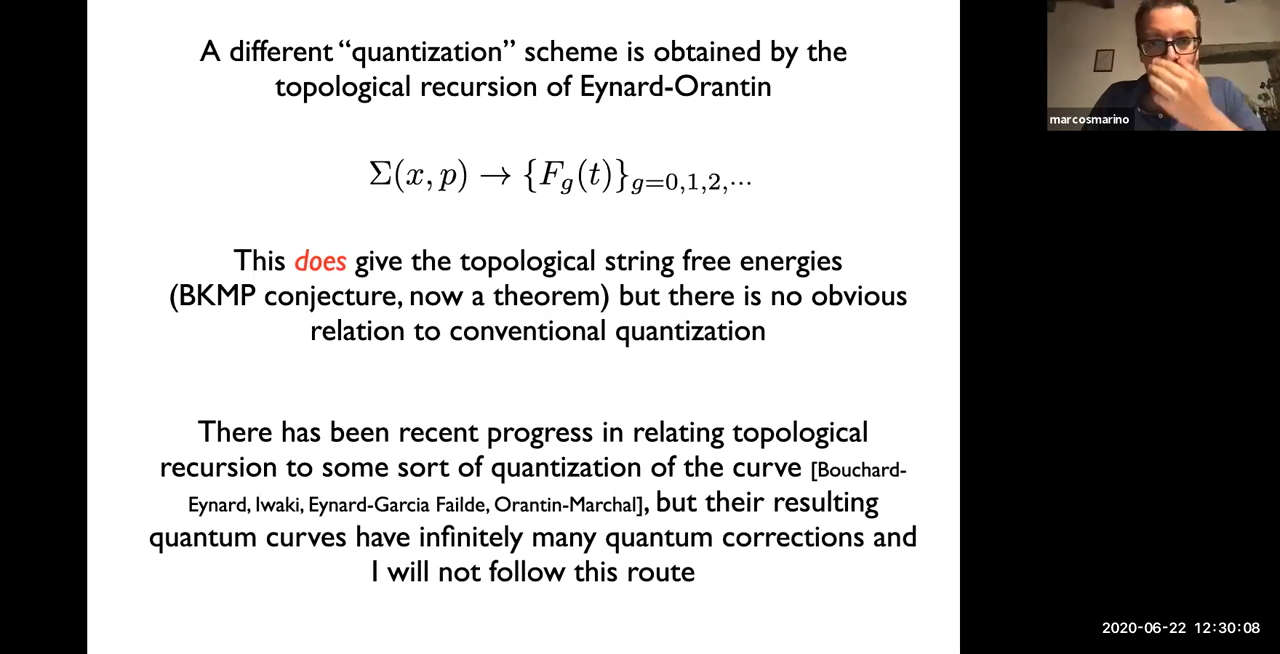 A different “quantization” scheme is obtained by the
topological recursion of Eynard-Orantin
Σ(x, p) → {F_g(t)}_{g=0,1,2,⋯}
This does give the topological string free energies
(BKMP conjecture, now a theorem) but there is no obvious
relation to conventional quantization
There has been recent progress in relating topological
recursion to some sort of quantization of the curve [Bouchard-
Eynard, Iwaki, Eynard-Garcia Failde, Orantin-Marchal], but their resulting
quantum curves have infinitely many quantum corrections and
I will not follow this route
marcosmarino
2020-06-22 12:30:08